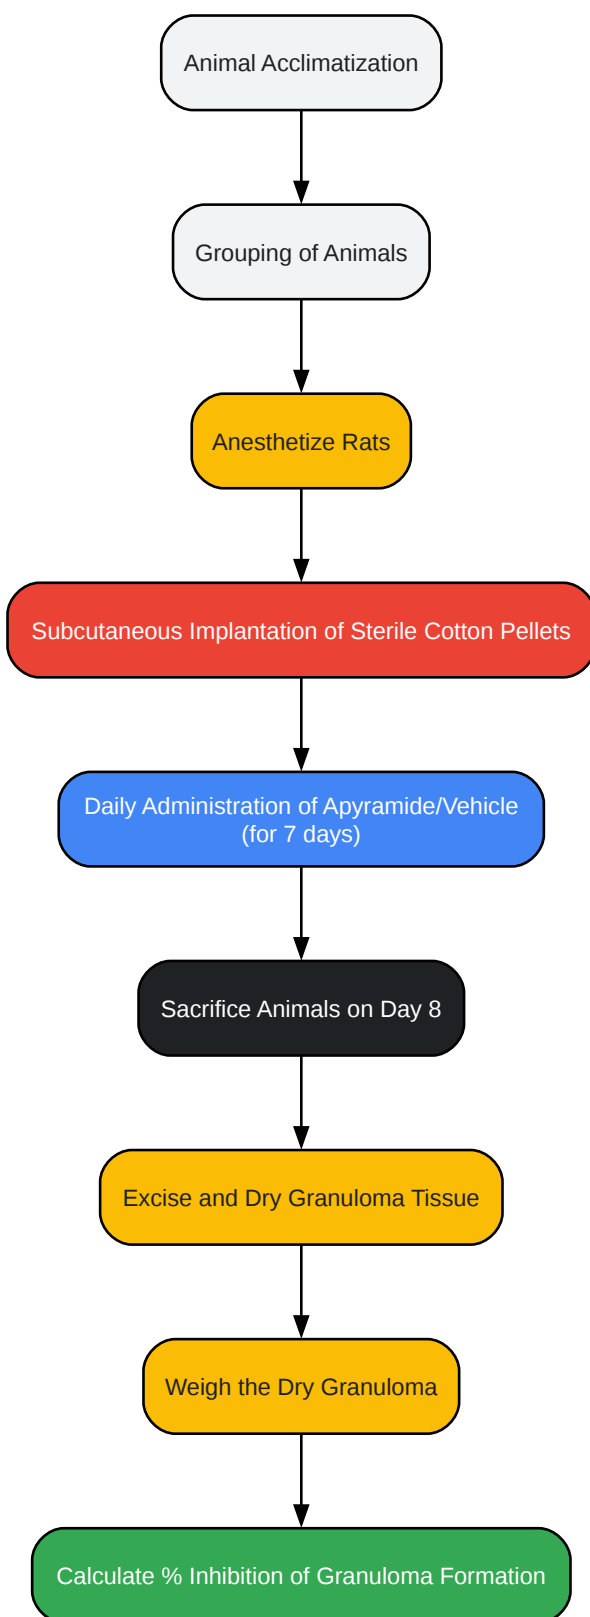 Animal Acclimatization
Grouping of Animals
Anesthetize Rats
Subcutaneous Implantation of Sterile Cotton Pellets
Daily Administration of Apyramide/Vehicle
(for 7 days)
Sacrifice Animals on Day 8
Excise and Dry Granuloma Tissue
Weigh the Dry Granuloma
Calculate % Inhibition of Granuloma Formation